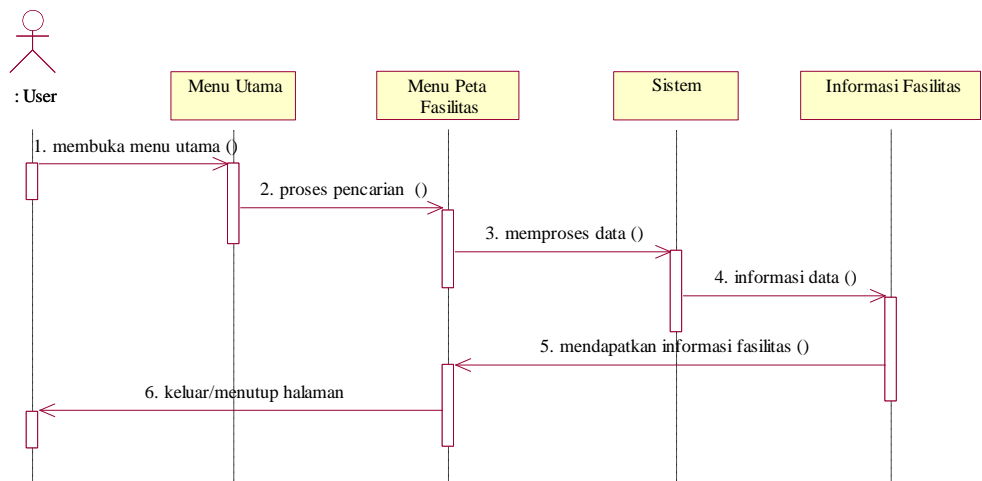 : User
Menu Utama
Menu Peta
Fasilitas
Sistem
Informasi Fasilitas
1. membuka menu utama ()
2. proses pencarian ()
3. memproses data ()
4. informasi data ()
5. mendapatkan informasi fasilitas ()
6. keluar/menutup halaman